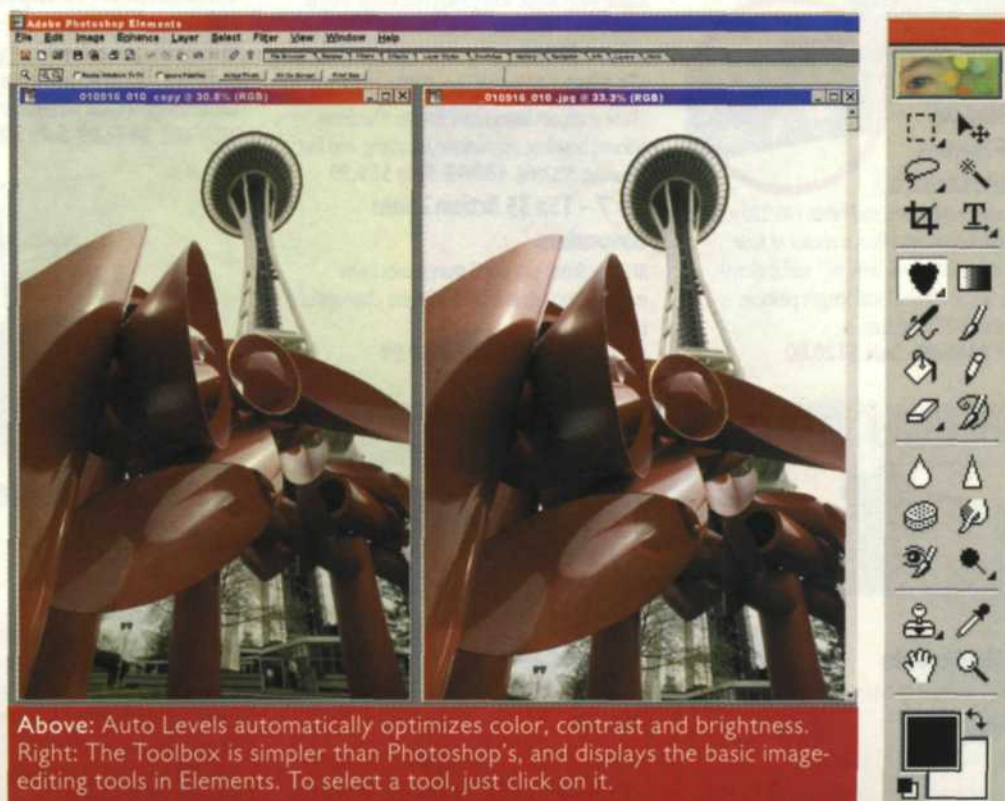 Adobe Photoshop Elements
File Edit Image Enhance Layer Select Filter View Window Help
010916_010 copy @ 30.8% (RGB)
010916_010 .jpg @ 33.3% (RGB)
Above: Auto Levels automatically optimizes color, contrast and brightness.
Right: The Toolbox is simpler than Photoshop's, and displays the basic image-
editing tools in Elements. To select a tool, just click on it.